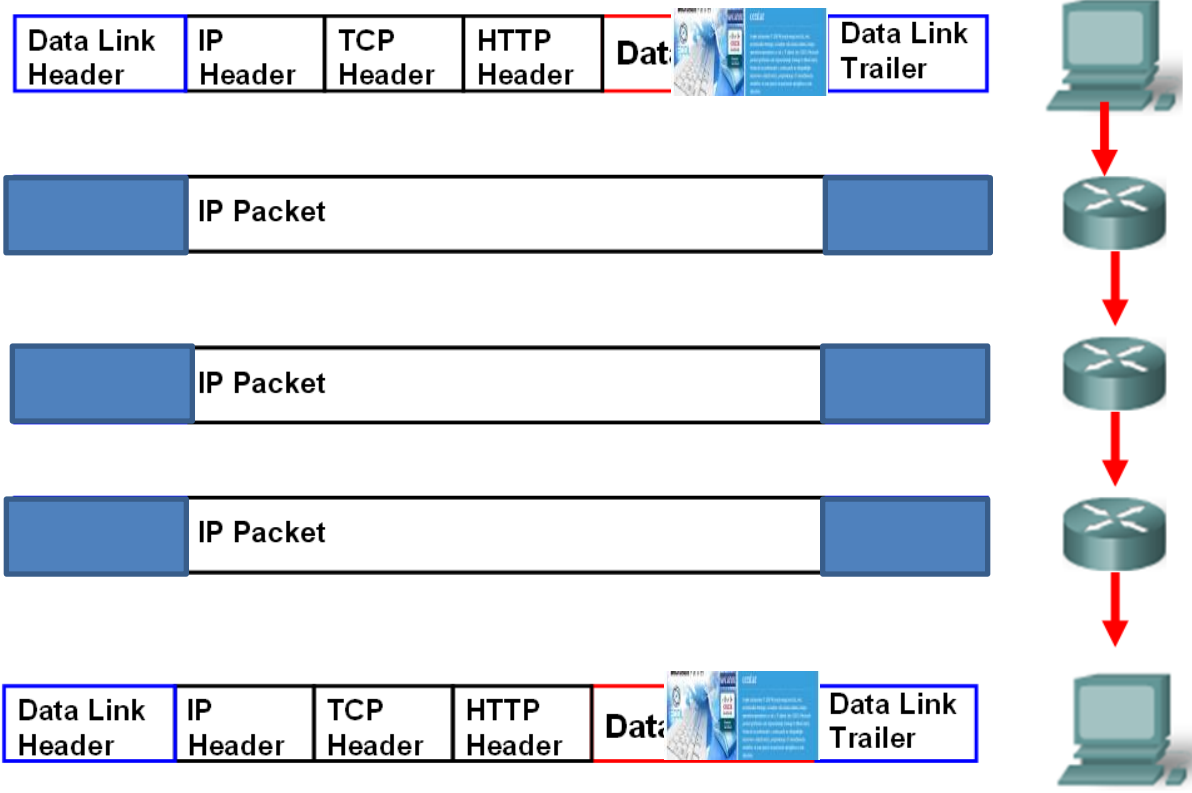 Data Link
Header
IP
Header
TCP
Header
HTTP
Header
Data Link
Trailer
IP Packet
IP Packet
IP Packet
Data Link
Header
IP
Header
TCP
Header
HTTP
Header
Data
Data Link
Trailer